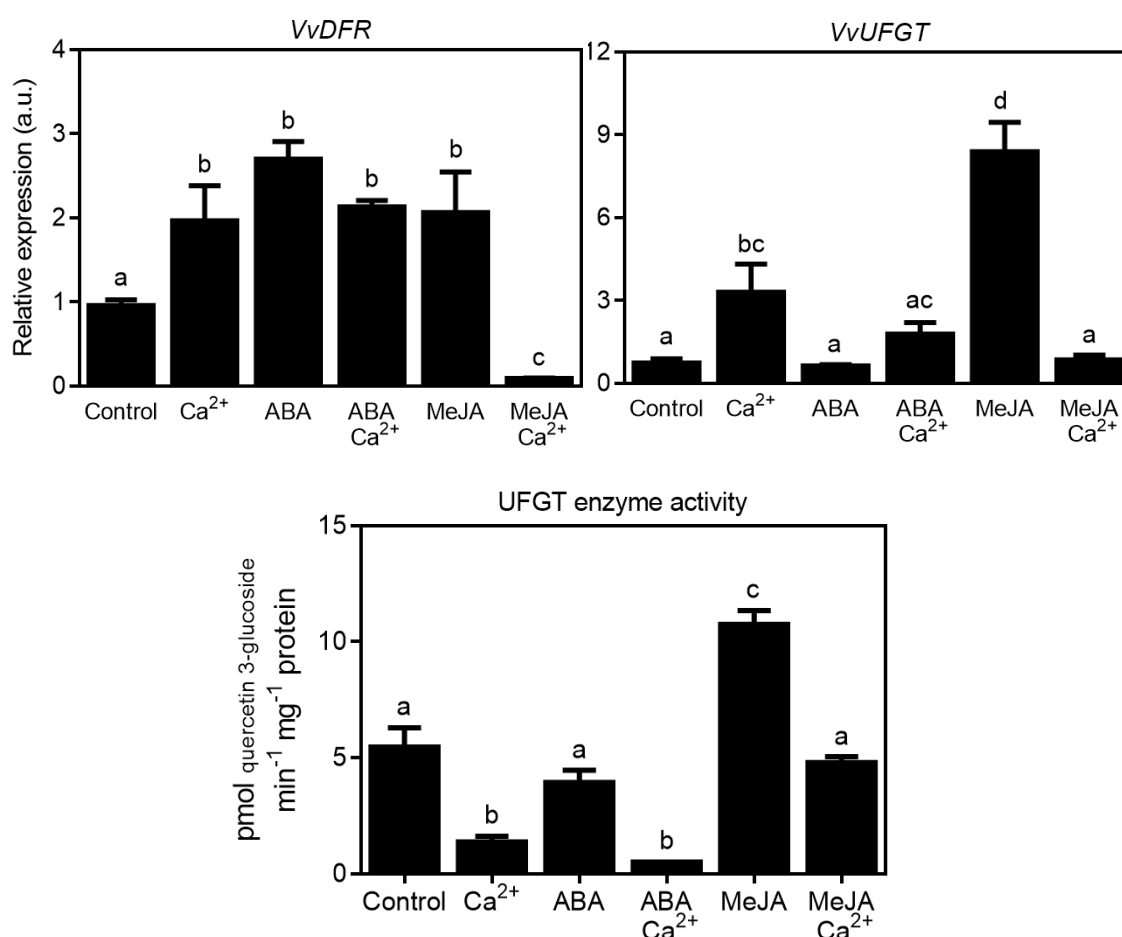 VvDFR
Relative expression (a.u.)
4
3
2
1
0
a
b
b
b
b
c
Control
Ca²⁺
ABA
ABA
Ca²⁺
MeJA
MeJA
Ca²⁺
VvUFGT
12
9
6
3
0
a
bc
a
ac
d
a
Control
Ca²⁺
ABA
ABA
Ca²⁺
MeJA
MeJA
Ca²⁺
UFGT enzyme activity
pmol quercetin 3-glucoside
min⁻¹ mg⁻¹ protein
15
10
5
0
a
b
a
b
c
a
Control
Ca²⁺
ABA
ABA
Ca²⁺
MeJA
MeJA
Ca²⁺